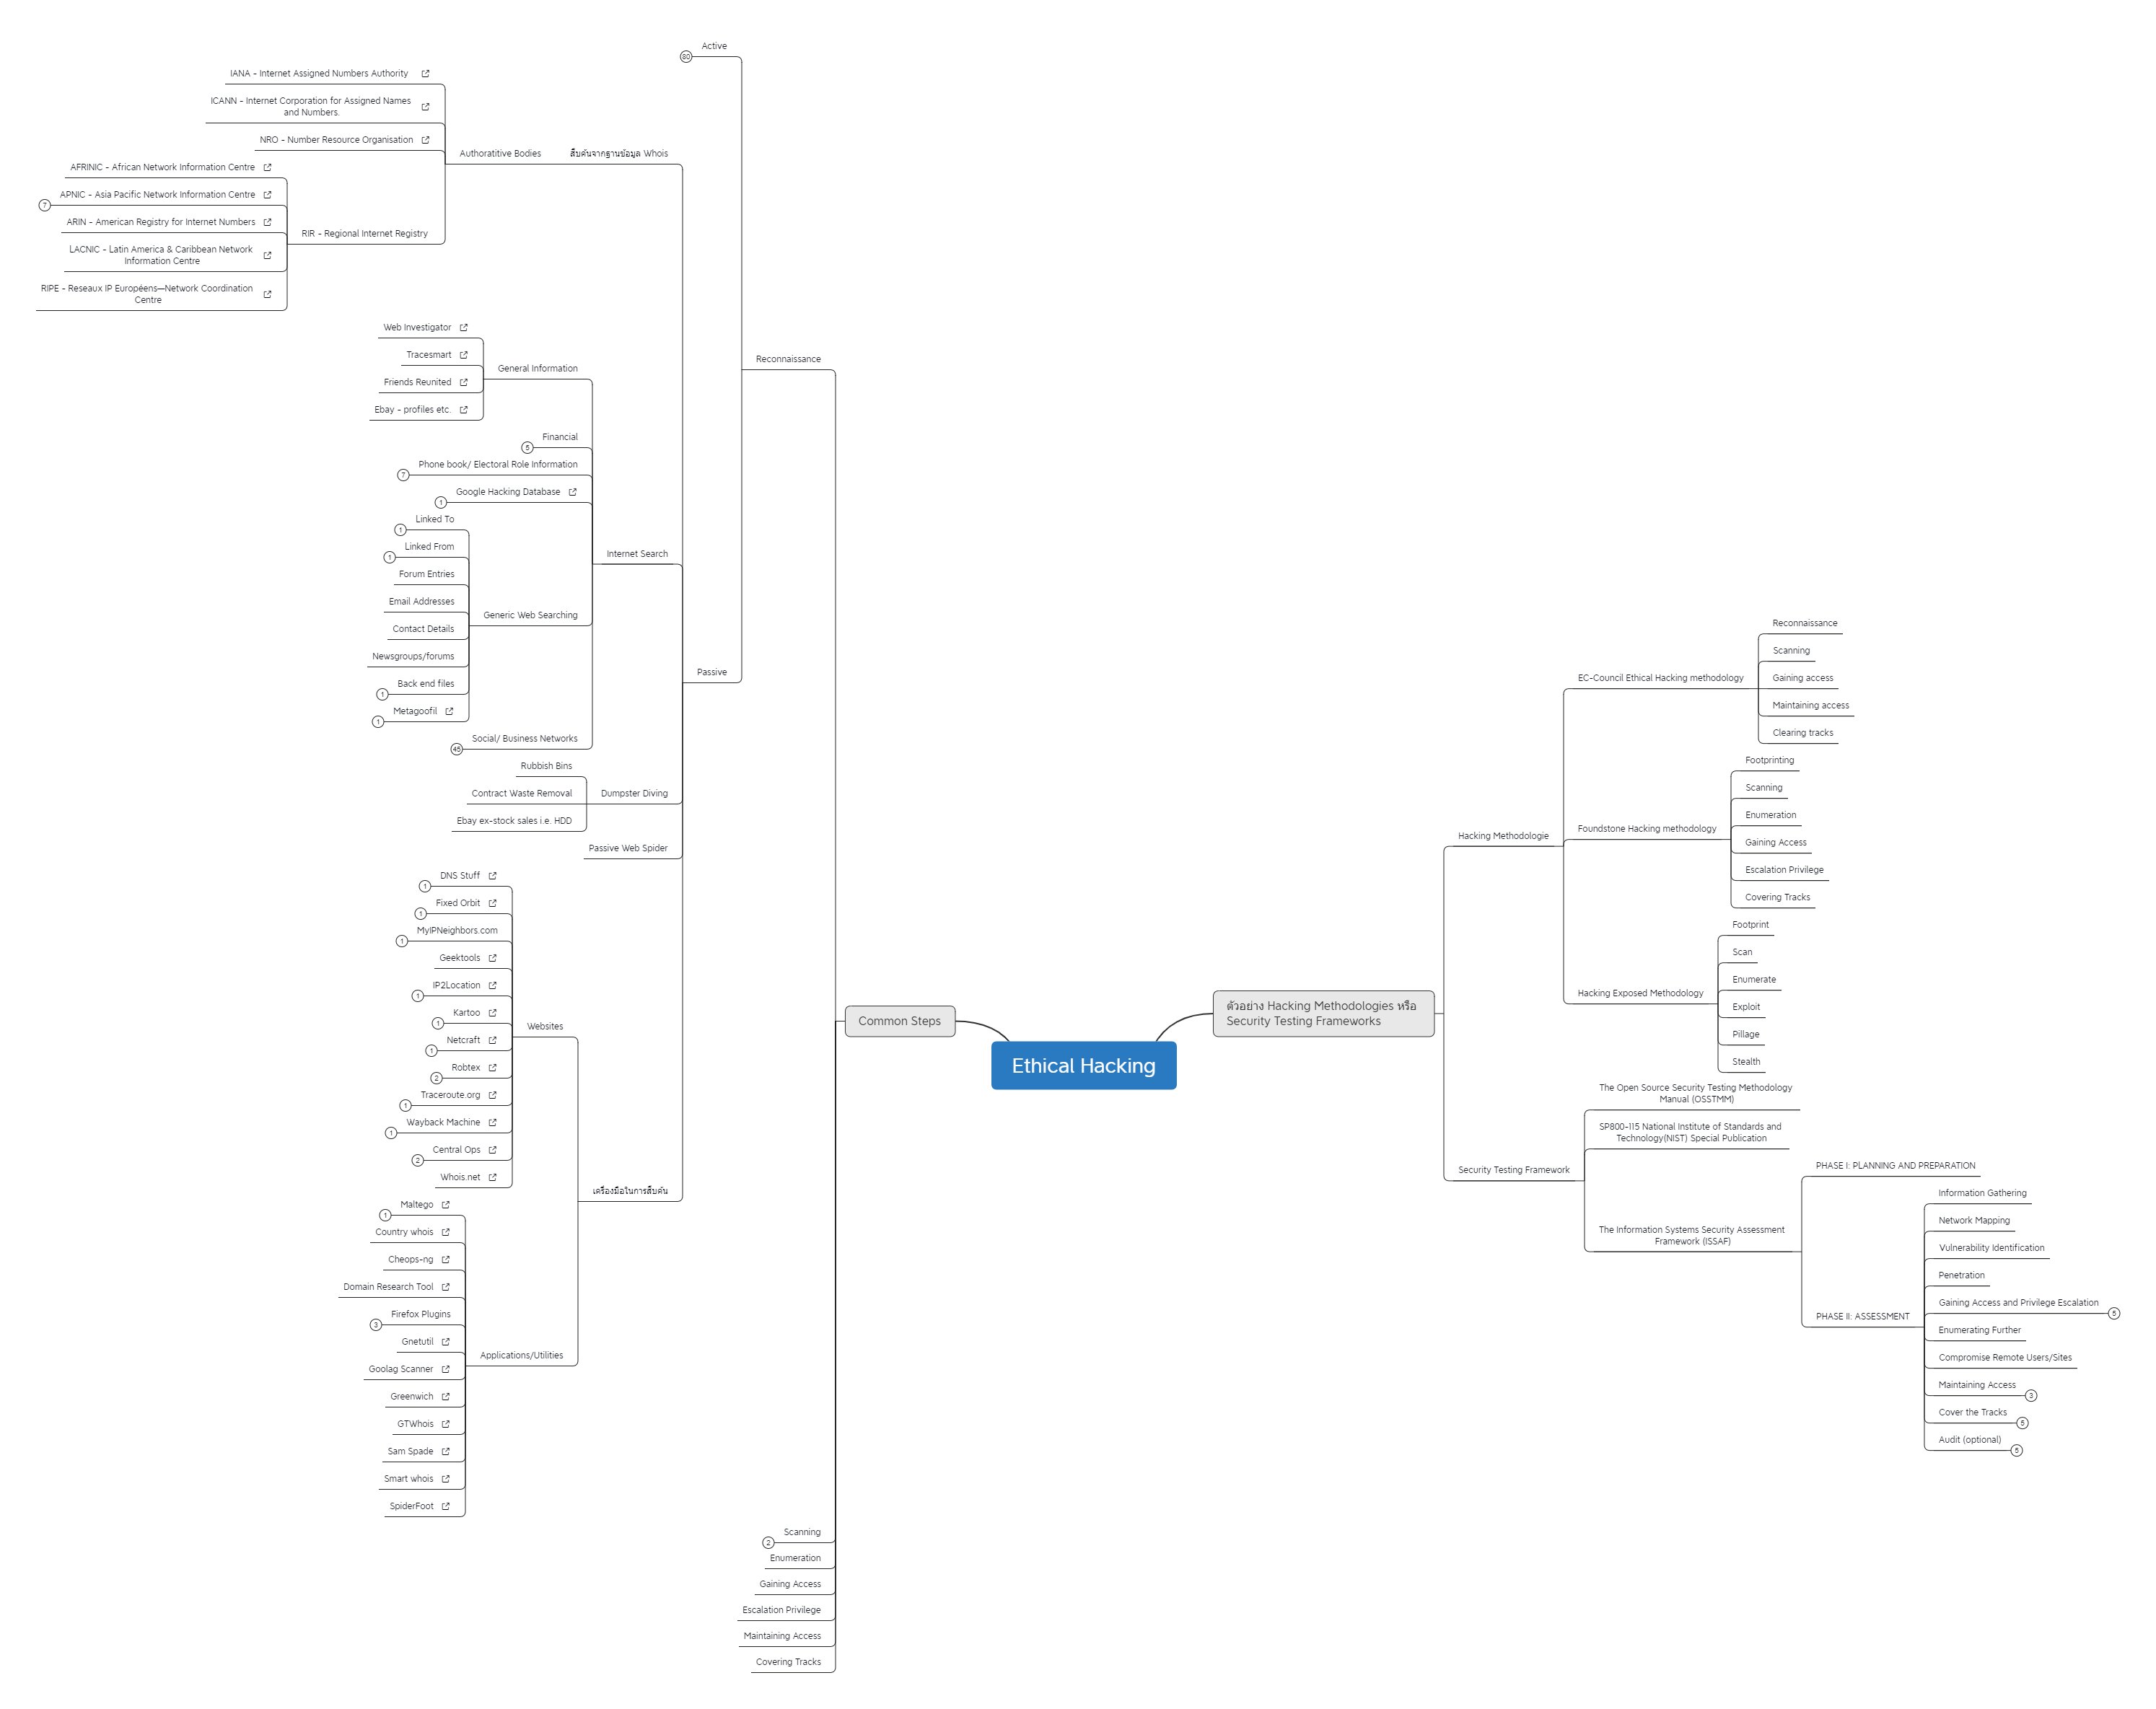 Ethical Hacking
Common Steps
Reconnaissance
Active
80
Passive
สืบค้นจากฐานข้อมูล Whois
Authoratitive Bodies
IANA - Internet Assigned Numbers Authority
ICANN - Internet Corporation for Assigned Names
and Numbers.
NRO - Number Resource Organisation
RIR - Regional Internet Registry
AFRINIC - African Network Information Centre
APNIC - Asia Pacific Network Information Centre
7
ARIN - American Registry for Internet Numbers
LACNIC - Latin America & Caribbean Network
Information Centre
RIPE - Reseaux IP Européens—Network Coordination
Centre
Internet Search
General Information
Web Investigator
Tracesmart
Friends Reunited
Ebay - profiles etc.
Financial
5
Phone book/ Electoral Role Information
7
Google Hacking Database
1
Generic Web Searching
Linked To
1
Linked From
1
Forum Entries
Email Addresses
Contact Details
Newsgroups/forums
Back end files
1
Metagoofil
1
Social/ Business Networks
46
Dumpster Diving
Rubbish Bins
Contract Waste Removal
Ebay ex-stock sales i.e. HDD
Passive Web Spider
เครื่องมือในการสืบค้น
Websites
DNS Stuff
1
Fixed Orbit
1
MyIPNeighbors.com
1
Geektools
IP2Location
1
Kartoo
1
Netcraft
1
Robtex
2
Traceroute.org
1
Wayback Machine
1
Central Ops
2
Whois.net
Applications/Utilities
Maltego
1
Country whois
Cheops-ng
Domain Research Tool
Firefox Plugins
3
Gnetutil
Goolag Scanner
Greenwich
GTWhois
Sam Spade
Smart whois
SpiderFoot
Scanning
2
Enumeration
Gaining Access
Escalation Privilege
Maintaining Access
Covering Tracks
ตัวอย่าง Hacking Methodologies หรือ
Security Testing Frameworks
Hacking Methodologie
EC-Council Ethical Hacking methodology
Reconnaissance
Scanning
Gaining access
Maintaining access
Clearing tracks
Foundstone Hacking methodology
Footprinting
Scanning
Enumeration
Gaining Access
Escalation Privilege
Covering Tracks
Hacking Exposed Methodology
Footprint
Scan
Enumerate
Exploit
Pillage
Stealth
Security Testing Framework
The Open Source Security Testing Methodology
Manual (OSSTMM)
SP800-115 National Institute of Standards and
Technology(NIST) Special Publication
The Information Systems Security Assessment
Framework (ISSAF)
PHASE I: PLANNING AND PREPARATION
PHASE II: ASSESSMENT
Information Gathering
Network Mapping
Vulnerability Identification
Penetration
Gaining Access and Privilege Escalation
5
Enumerating Further
Compromise Remote Users/Sites
Maintaining Access
3
Cover the Tracks
5
Audit (optional)
5